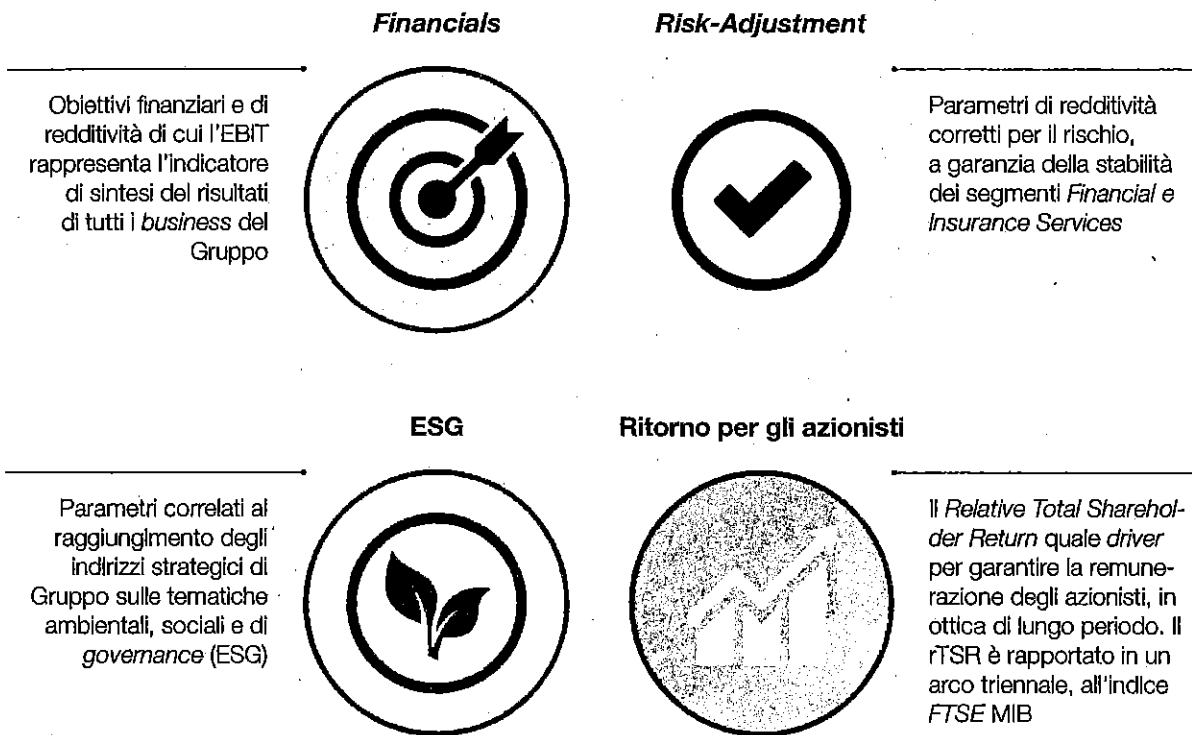 Financials
Obiettivi finanziari e di
redditività di cui l'EBIT
rappresenta l'indicatore
di sintesi dei risultati
di tutti i business del
Gruppo
Risk-Adjustment
Parametri di redditività
corretti per il rischio,
a garanzia della stabilità
dei segmenti Financial e
Insurance Services
ESG
Parametri correlati al
raggiungimento degli
indirizzi strategici di
Gruppo sulle tematiche
ambientali, sociali e di
governance (ESG)
Ritorno per gli azionisti
Il Relative Total Sharehol-
der Return quale driver
per garantire la remune-
razione degli azionisti, in
ottica di lungo periodo. Il
rTSR è rapportato in un
arco triennale, all'indice
FTSE MIB